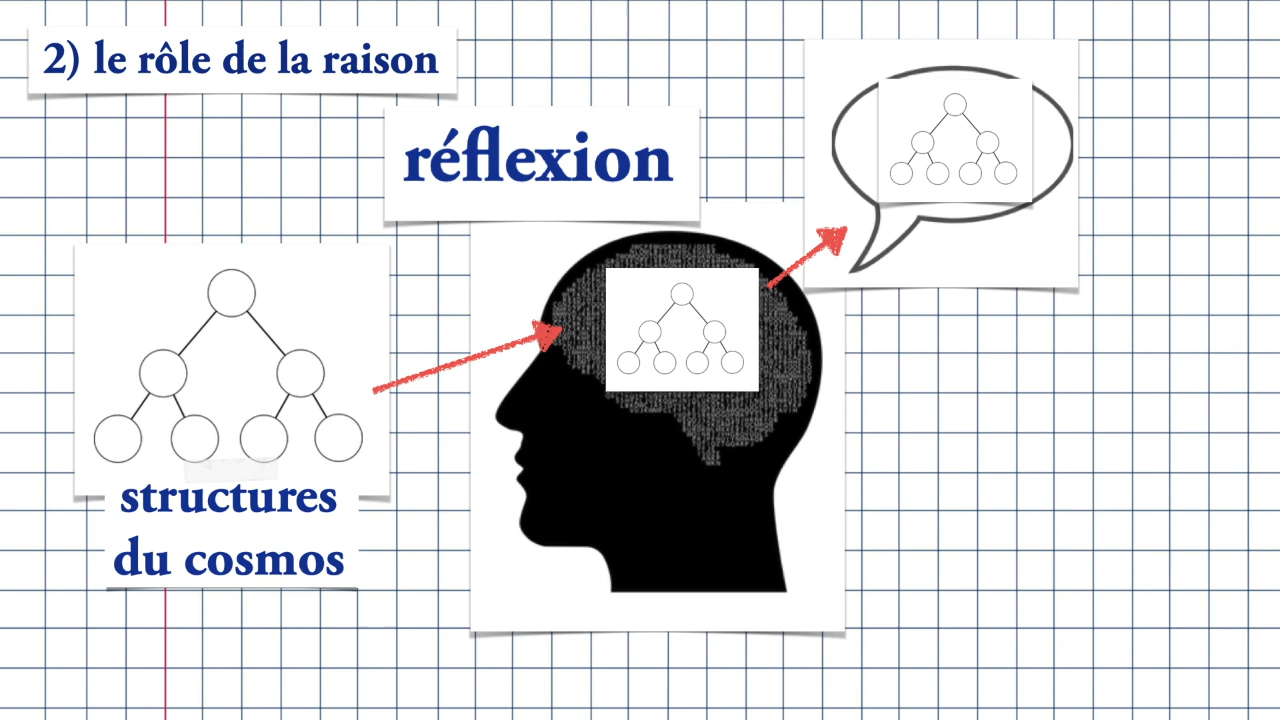 2) le rôle de la raison
réflexion
structures
du cosmos